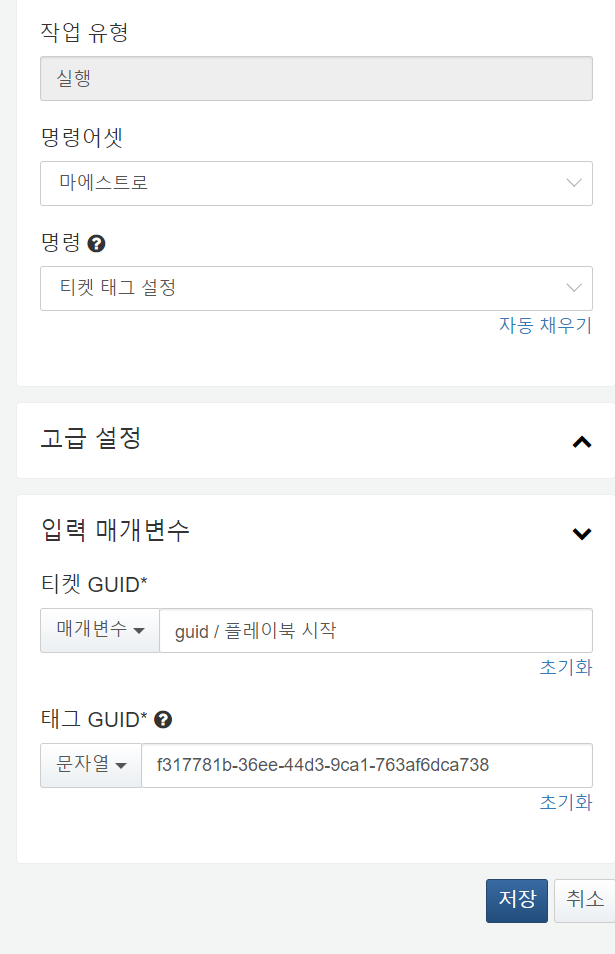 작업 유형
실행
명령어셋
마에스트로
명령 ?
티켓 태그 설정
자동 채우기
고급 설정
입력 매개변수
티켓 GUID*
매개변수 guid / 플레이북 시작
초기화
태그 GUID* ?
문자열 f317781b-36ee-44d3-9ca1-763af6dca738
초기화
저장 취소